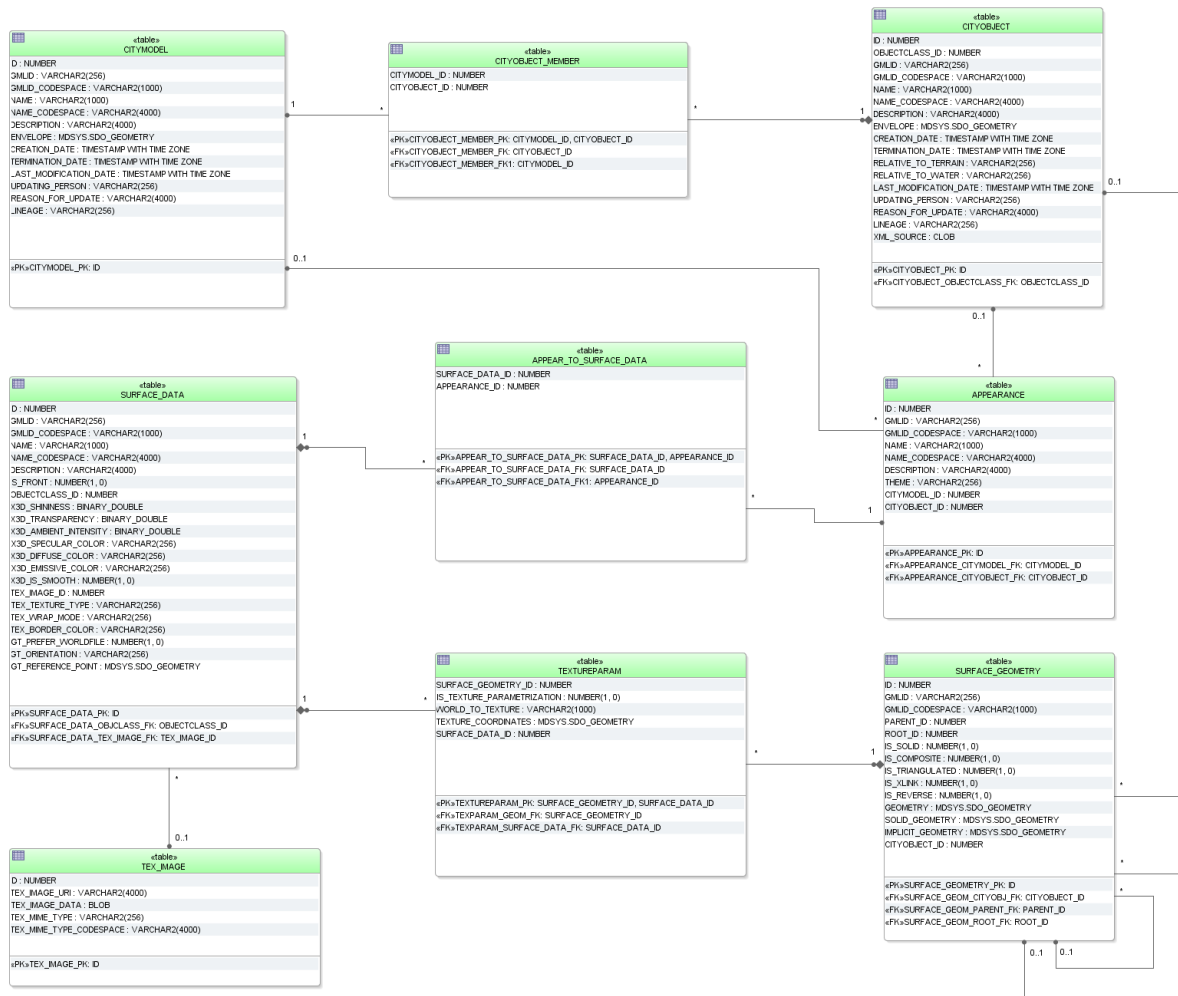 «table»
CITYMODEL
D : NUMBER
GMLID : VARCHAR2(256)
GMLID_CODESPACE : VARCHAR2(1000)
NAME : VARCHAR2(1000)
NAME_CODESPACE : VARCHAR2(4000)
DESCRIPTION : VARCHAR2(4000)
ENVELOPE : MDSYS.SDO_GEOMETRY
CREATION_DATE : TIMESTAMP WITH TIME ZONE
TERMINATION_DATE : TIMESTAMP WITH TIME ZONE
LAST_MODIFICATION_DATE : TIMESTAMP WITH TIME ZONE
UPDATING_PERSON : VARCHAR2(256)
REASON_FOR_UPDATE : VARCHAR2(4000)
LINEAGE : VARCHAR2(256)
«PK»CITYMODEL_PK: ID
1
*
0..1
«table»
CITYOBJECT_MEMBER
CITYMODEL_ID : NUMBER
CITYOBJECT_ID : NUMBER
«PK»CITYOBJECT_MEMBER_PK: CITYMODEL_ID, CITYOBJECT_ID
«FK»CITYOBJECT_MEMBER_FK: CITYOBJECT_ID
«FK»CITYOBJECT_MEMBER_FK1: CITYMODEL_ID
*
1
«table»
CITYOBJECT
ID : NUMBER
OBJECTCLASS_ID : NUMBER
GMLID : VARCHAR2(256)
GMLID_CODESPACE : VARCHAR2(1000)
NAME : VARCHAR2(1000)
NAME_CODESPACE : VARCHAR2(4000)
DESCRIPTION : VARCHAR2(4000)
ENVELOPE : MDSYS.SDO_GEOMETRY
CREATION_DATE : TIMESTAMP WITH TIME ZONE
TERMINATION_DATE : TIMESTAMP WITH TIME ZONE
RELATIVE_TO_TERRAIN : VARCHAR2(256)
RELATIVE_TO_WATER : VARCHAR2(256)
LAST_MODIFICATION_DATE : TIMESTAMP WITH TIME ZONE
UPDATING_PERSON : VARCHAR2(256)
REASON_FOR_UPDATE : VARCHAR2(4000)
LINEAGE : VARCHAR2(256)
XML_SOURCE : CLOB
«PK»CITYOBJECT_PK: ID
«FK»CITYOBJECT_OBJECTCLASS_FK: OBJECTCLASS_ID
0..1
0..1
*
«table»
SURFACE_DATA
D : NUMBER
GMLID : VARCHAR2(256)
GMLID_CODESPACE : VARCHAR2(1000)
NAME : VARCHAR2(1000)
NAME_CODESPACE : VARCHAR2(4000)
DESCRIPTION : VARCHAR2(4000)
IS_FRONT : NUMBER(1, 0)
OBJECTCLASS_ID : NUMBER
X3D_SHININESS : BINARY_DOUBLE
X3D_TRANSPARENCY : BINARY_DOUBLE
X3D_AMBIENT_INTENSITY : BINARY_DOUBLE
X3D_SPECULAR_COLOR : VARCHAR2(256)
X3D_DIFFUSE_COLOR : VARCHAR2(256)
X3D_EMISSIVE_COLOR : VARCHAR2(256)
X3D_IS_SMOOTH : NUMBER(1, 0)
TEX_IMAGE_ID : NUMBER
TEX_TEXTURE_TYPE : VARCHAR2(256)
TEX_WRAP_MODE : VARCHAR2(256)
TEX_BORDER_COLOR : VARCHAR2(256)
GT_PREFER_WORLDFILE : NUMBER(1, 0)
GT_ORIENTATION : VARCHAR2(256)
GT_REFERENCE_POINT : MDSYS.SDO_GEOMETRY
«PK»SURFACE_DATA_PK: ID
«FK»SURFACE_DATA_OBJCLASS_FK: OBJECTCLASS_ID
«FK»SURFACE_DATA_TEX_IMAGE_FK: TEX_IMAGE_ID
1
*
«table»
APPEAR_TO_SURFACE_DATA
SURFACE_DATA_ID : NUMBER
APPEARANCE_ID : NUMBER
«PK»APPEAR_TO_SURFACE_DATA_PK: SURFACE_DATA_ID, APPEARANCE_ID
«FK»APPEAR_TO_SURFACE_DATA_FK: SURFACE_DATA_ID
«FK»APPEAR_TO_SURFACE_DATA_FK1: APPEARANCE_ID
*
1
*
«table»
APPEARANCE
ID : NUMBER
GMLID : VARCHAR2(256)
GMLID_CODESPACE : VARCHAR2(1000)
NAME : VARCHAR2(1000)
NAME_CODESPACE : VARCHAR2(4000)
DESCRIPTION : VARCHAR2(4000)
THEME : VARCHAR2(256)
CITYMODEL_ID : NUMBER
CITYOBJECT_ID : NUMBER
«PK»APPEARANCE_PK: ID
«FK»APPEARANCE_CITYMODEL_FK: CITYMODEL_ID
«FK»APPEARANCE_CITYOBJECT_FK: CITYOBJECT_ID
1
*
«table»
TEXTUREPARAM
SURFACE_GEOMETRY_ID : NUMBER
IS_TEXTURE_PARAMETRIZATION : NUMBER(1, 0)
WORLD_TO_TEXTURE : VARCHAR2(1000)
TEXTURE_COORDINATES : MDSYS.SDO_GEOMETRY
SURFACE_DATA_ID : NUMBER
«PK»TEXTUREPARAM_PK: SURFACE_GEOMETRY_ID, SURFACE_DATA_ID
«FK»TEXPARAM_GEOM_FK: SURFACE_GEOMETRY_ID
«FK»TEXPARAM_SURFACE_DATA_FK: SURFACE_DATA_ID
*
1
«table»
SURFACE_GEOMETRY
ID : NUMBER
GMLID : VARCHAR2(256)
GMLID_CODESPACE : VARCHAR2(1000)
PARENT_ID : NUMBER
ROOT_ID : NUMBER
IS_SOLID : NUMBER(1, 0)
IS_COMPOSITE : NUMBER(1, 0)
IS_TRIANGULATED : NUMBER(1, 0)
IS_XLINK : NUMBER(1, 0)
IS_REVERSE : NUMBER(1, 0)
GEOMETRY : MDSYS.SDO_GEOMETRY
SOLID_GEOMETRY : MDSYS.SDO_GEOMETRY
IMPLICIT_GEOMETRY : MDSYS.SDO_GEOMETRY
CITYOBJECT_ID : NUMBER
«PK»SURFACE_GEOMETRY_PK: ID
«FK»SURFACE_GEOM_CITYOBJ_FK: CITYOBJECT_ID
«FK»SURFACE_GEOM_PARENT_FK: PARENT_ID
«FK»SURFACE_GEOM_ROOT_FK: ROOT_ID
*
*
*
0..1
0..1
*
0..1
«table»
TEX_IMAGE
D : NUMBER
TEX_IMAGE_URI : VARCHAR2(4000)
TEX_IMAGE_DATA : BLOB
TEX_MIME_TYPE : VARCHAR2(256)
TEX_MIME_TYPE_CODESPACE : VARCHAR2(4000)
«PK»TEX_IMAGE_PK: ID